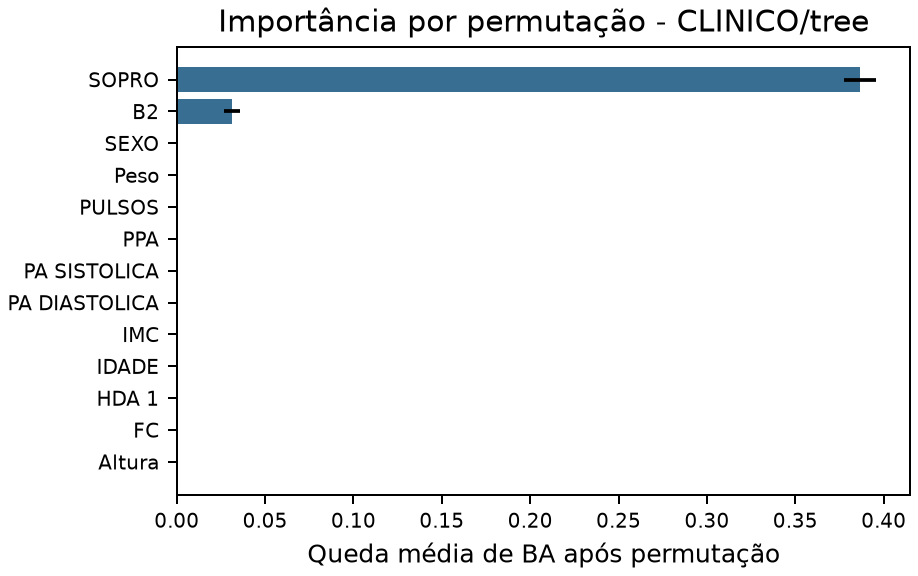 Importância por permutação - CLINICO/tree
SOPRO
B2
SEXO
Peso
PULSOS
PPA
PA SISTOLICA
PA DIASTOLICA
IMC
IDADE
HDA 1
FC
Altura
0.00 0.05 0.10 0.15 0.20 0.25 0.30 0.35 0.40
Queda média de BA após permutação